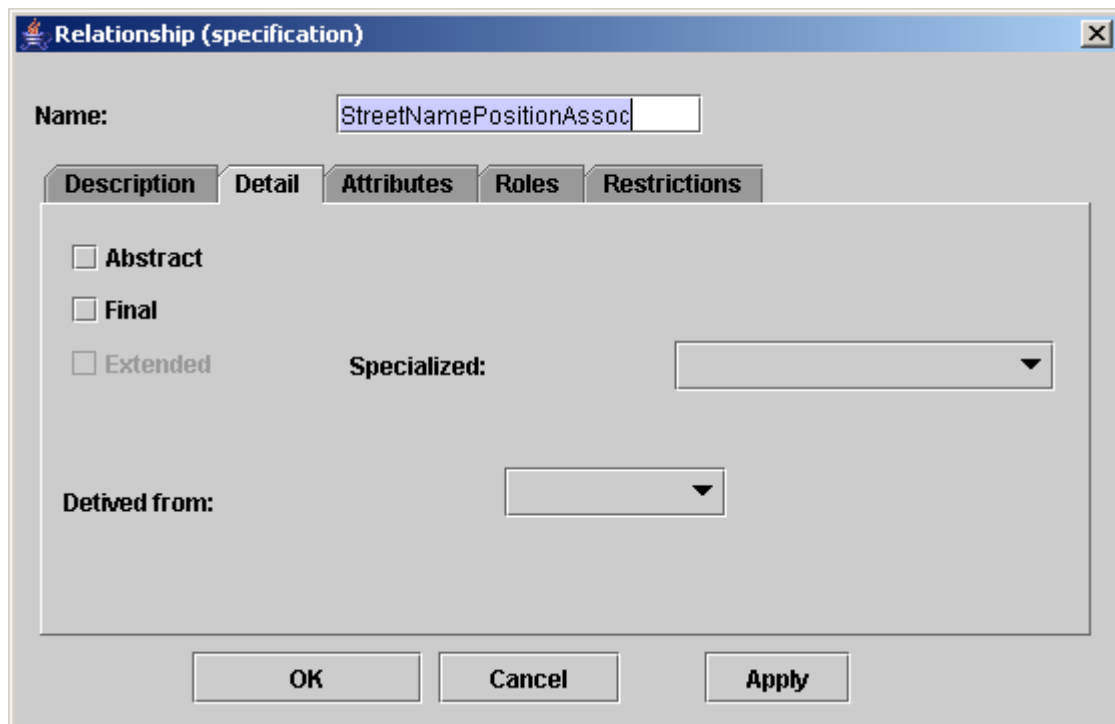 Relationship (specification)
Name: StreetNamePositionAssoc
Description Detail Attributes Roles Restrictions
Abstract
Final
Extended Specialized:
Detived from:
OK Cancel Apply